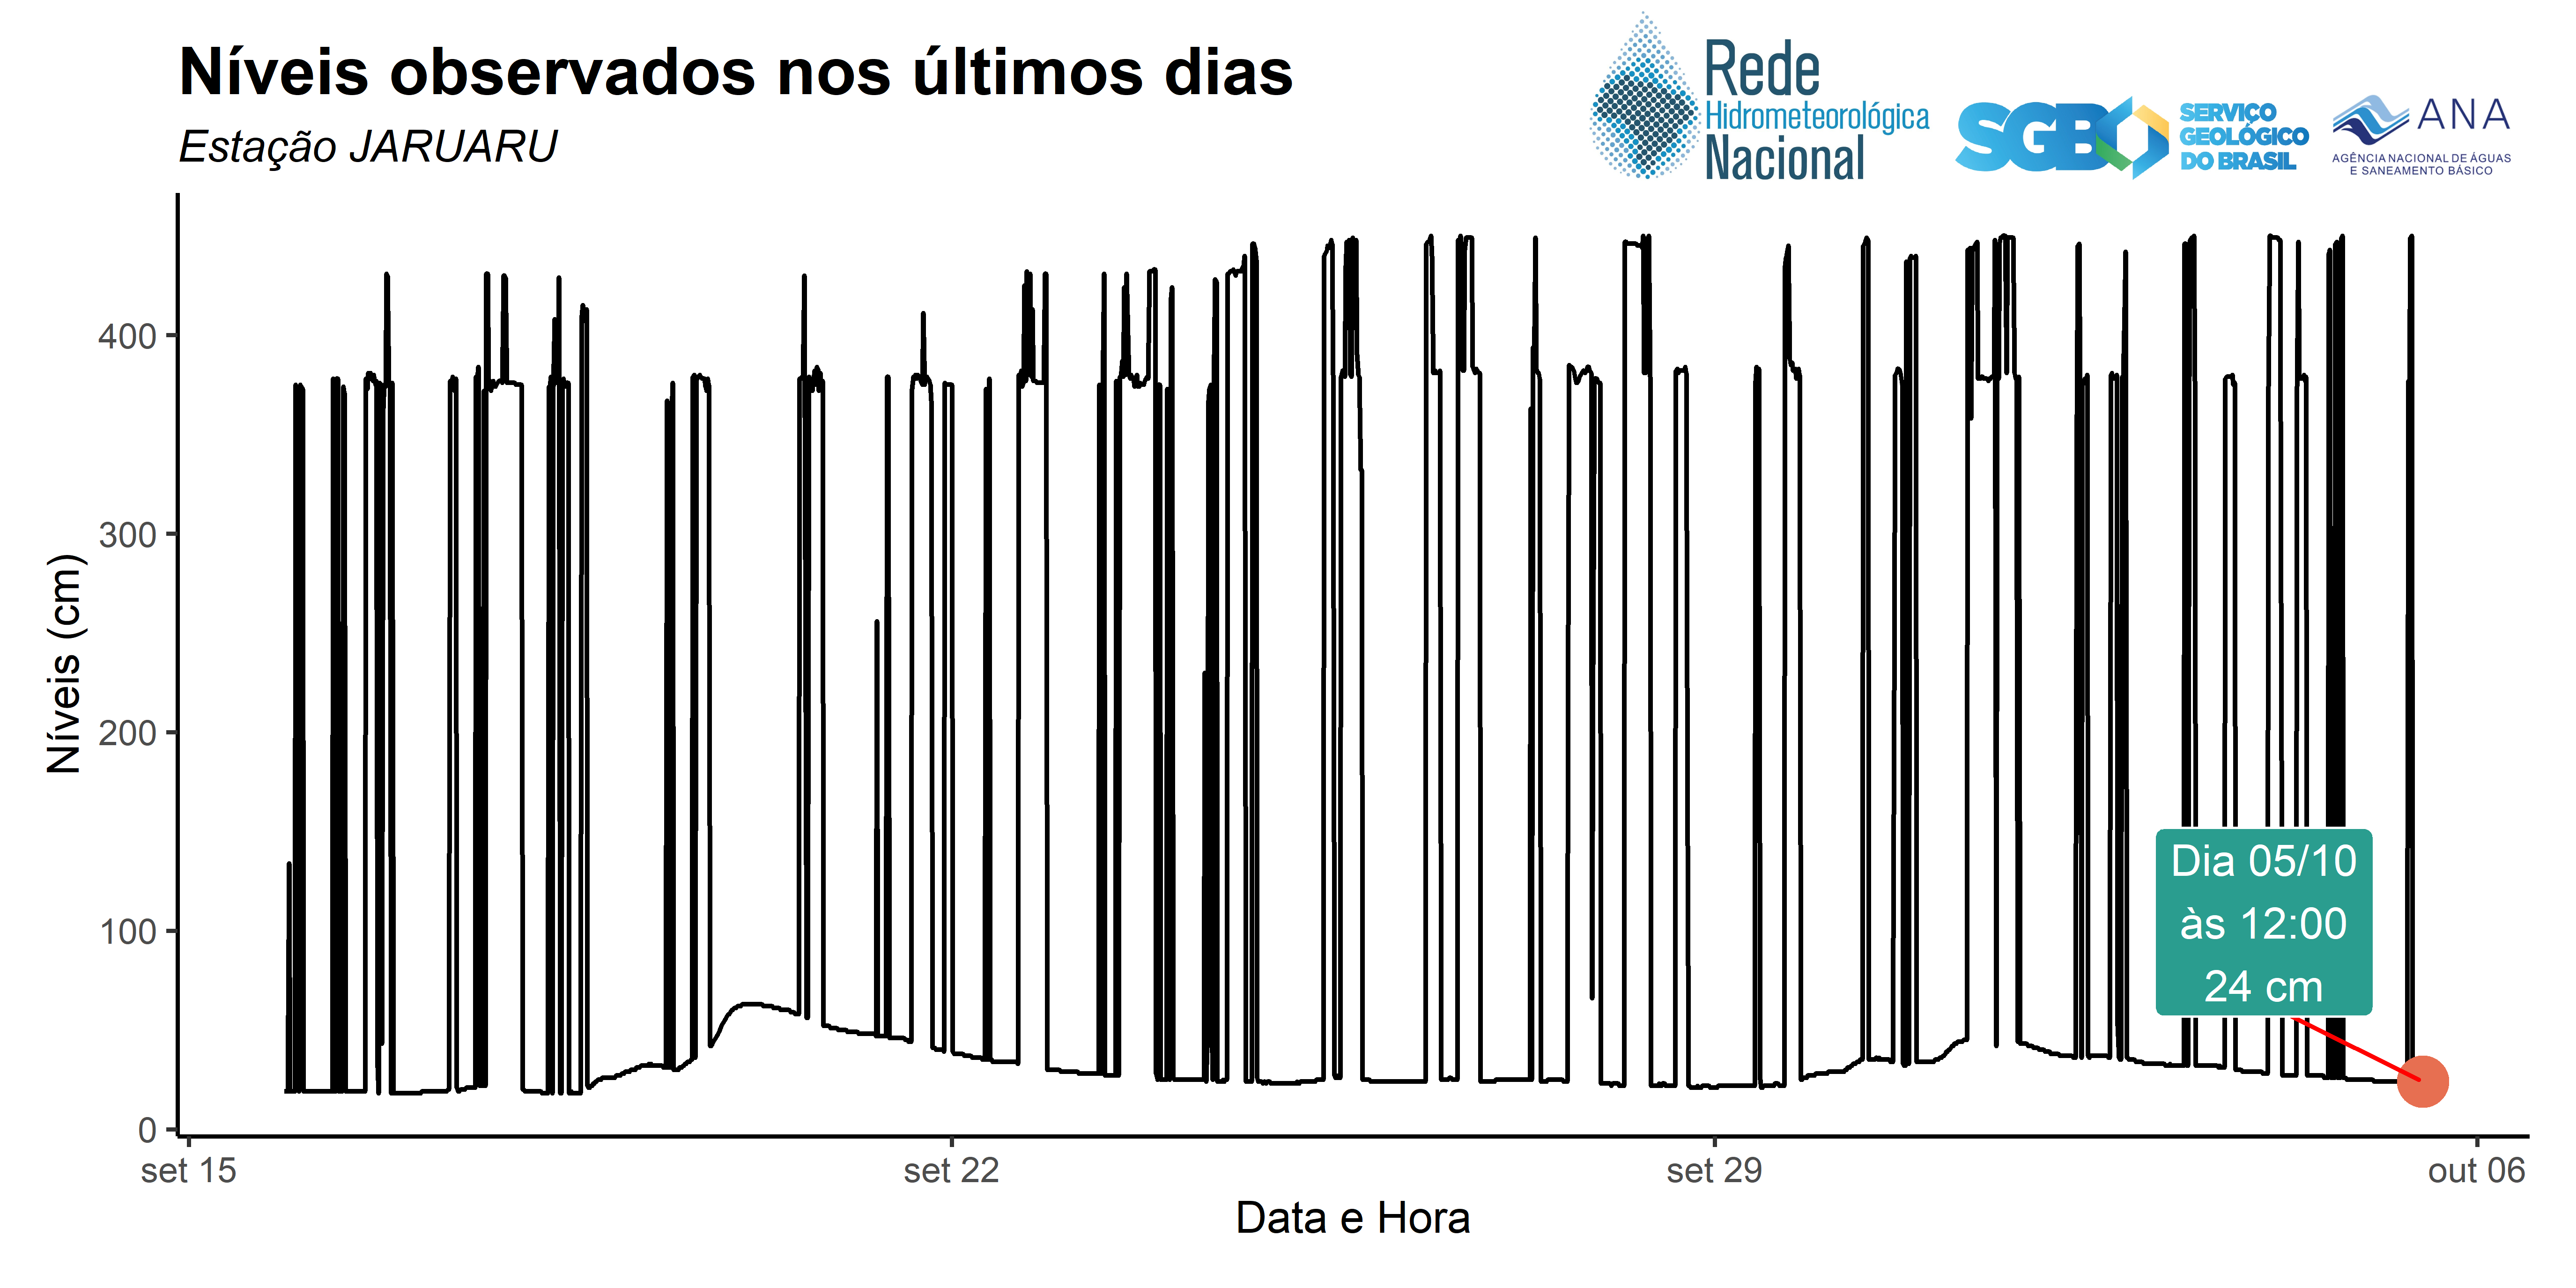 Níveis observados nos últimos dias
Estação JARUARU
Rede
Hidrometeorológica
Nacional
SGB
SERVIÇO
GEOLÓGICO
DO BRASIL
ANA
AGÊNCIA NACIONAL DE ÁGUAS
E SANEAMENTO BÁSICO
Níveis (cm)
400
300
200
100
0
Dia 05/10
às 12:00
24 cm
set 15
set 22
set 29
out 06
Data e Hora